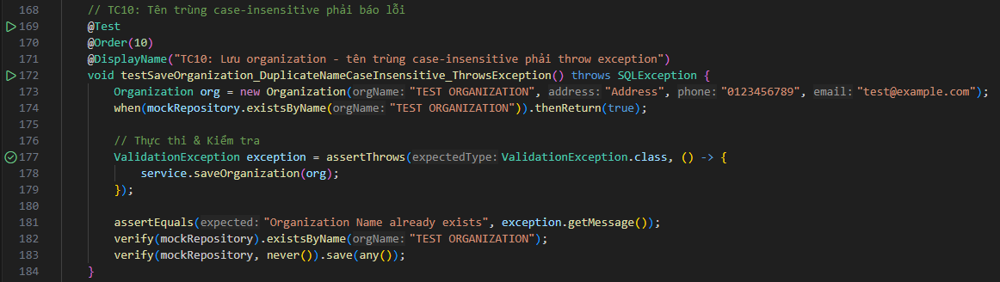 168 // TC10: Tên trùng case-insensitive phải báo lỗi
169 @Test
170 @Order(10)
171 @DisplayName("TC10: Lưu organization - tên trùng case-insensitive phải throw exception")
172 void testSaveOrganization_DuplicateNameCaseInsensitive_ThrowsException() throws SQLException {
173 Organization org = new Organization(orgName: "TEST ORGANIZATION", address: "Address", phone: "0123456789", email: "test@example.com");
174 when(mockRepository.existsByName(orgName: "TEST ORGANIZATION")).thenReturn(true);
175
176 // Thực thi & Kiểm tra
177 ValidationException exception = assertThrows(expectedType: ValidationException.class, () -> {
178 service.saveOrganization(org);
179 });
180
181 assertEquals(expected: "Organization Name already exists", exception.getMessage());
182 verify(mockRepository).existsByName(orgName: "TEST ORGANIZATION");
183 verify(mockRepository, never()).save(any());
184 }